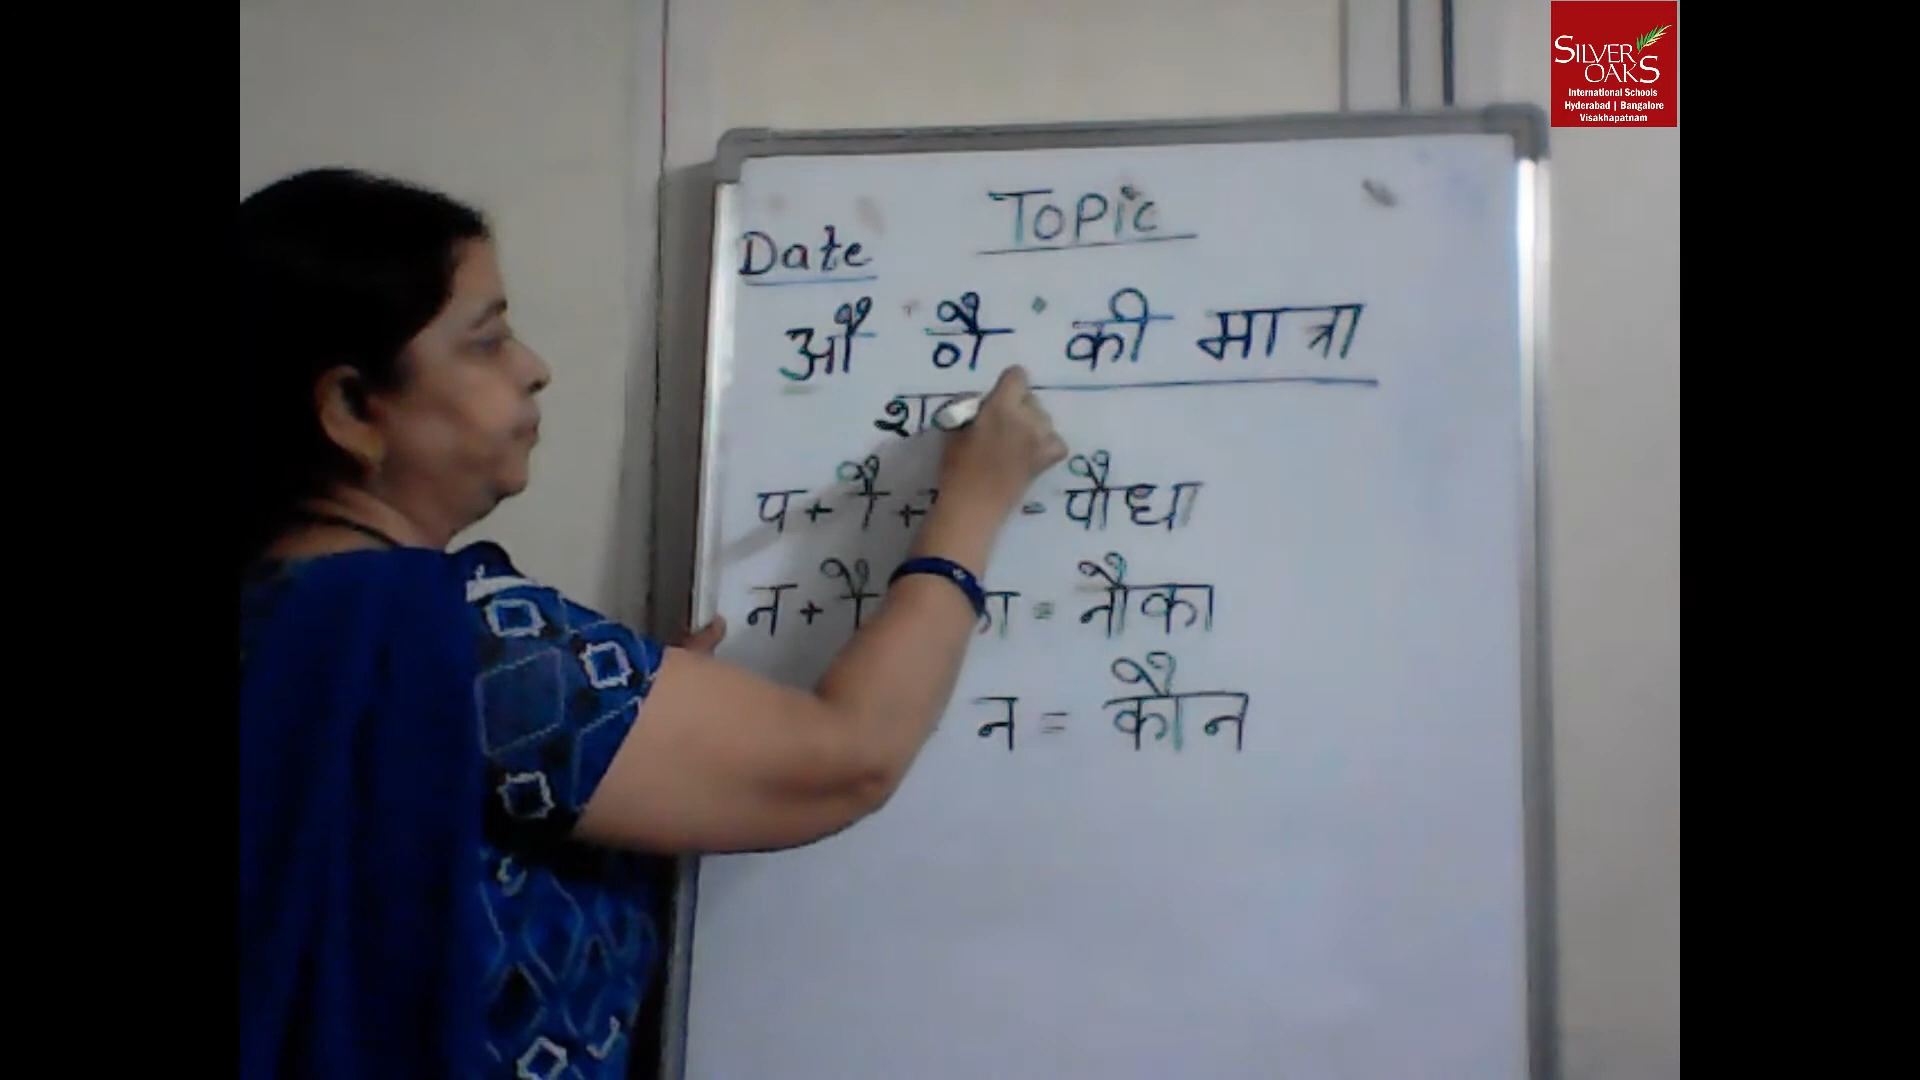 SILVER
OAKS
International Schools
Hyderabad | Bangalore
Visakhapatnam
Topic
Date
औ ौ की मात्रा
प + ौ + = पौधा
न + ौ का = नौका
न = कौन